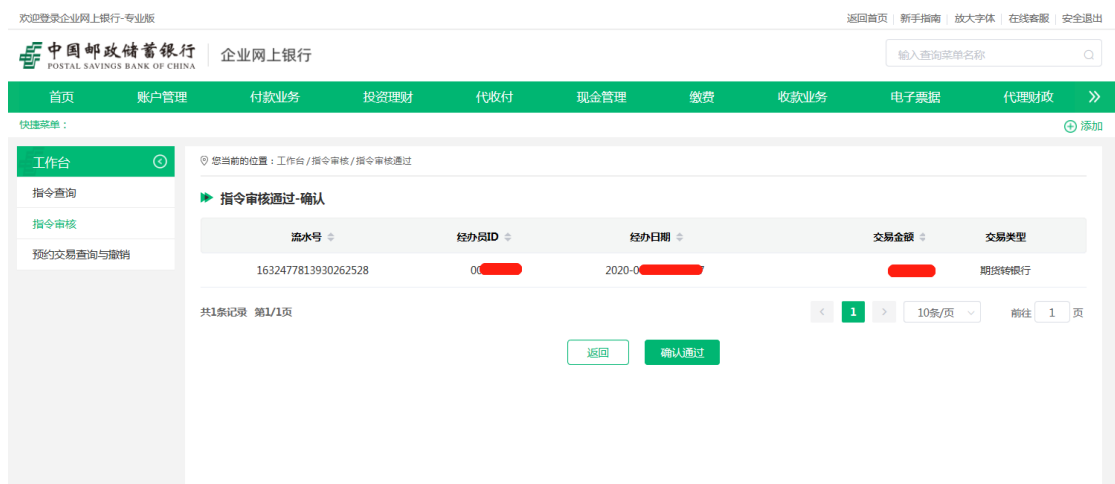 欢迎登录企业网上银行-专业版 返回首页 新手指南 放大字体 在线客服 安全退出
中国邮政储蓄银行 企业网上银行 输入查询菜单名称
POSTAL SAVINGS BANK OF CHINA
首页 账户管理 付款业务 投资理财 代收付 现金管理 缴费 收款业务 电子票据 代理财政
快捷菜单: 添加
工作台 您当前的位置:工作台/指令审核/指令审核通过
指令查询
指令审核通过-确认
指令审核
流水号 经办员ID 经办日期 交易金额 交易类型
预约交易查询与撤销
1632477813930262528 00 2020-0 期货转银行
共1条记录 第1/1页 1 10条/页 前往 1 页
返回 确认通过